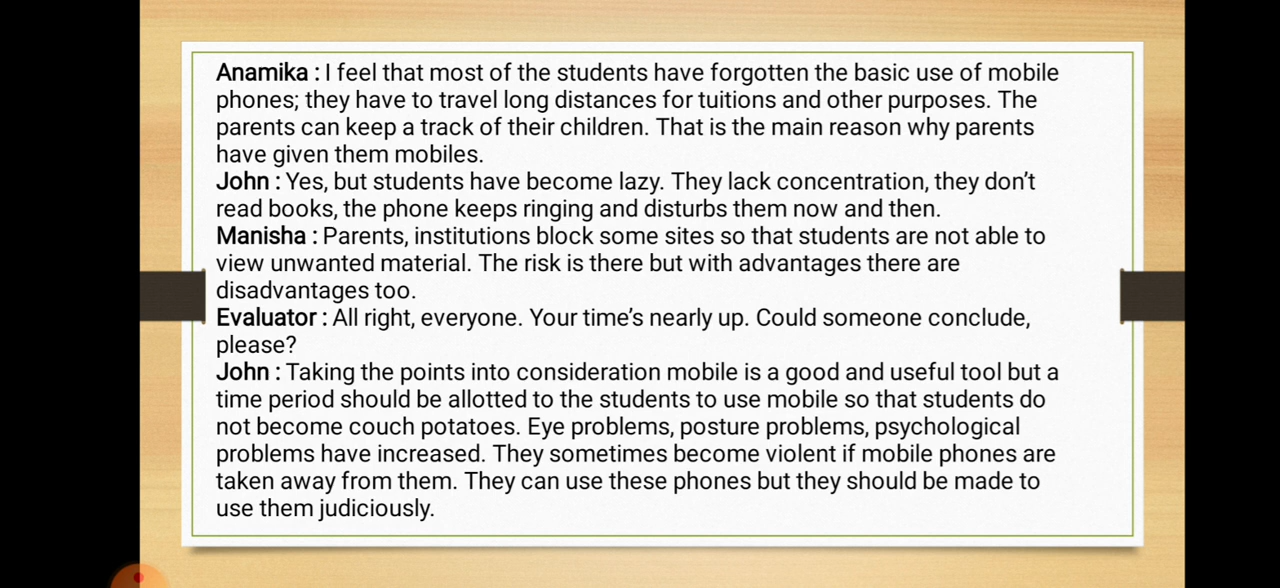 Anamika : I feel that most of the students have forgotten the basic use of mobile
phones; they have to travel long distances for tuitions and other purposes. The
parents can keep a track of their children. That is the main reason why parents
have given them mobiles.
John : Yes, but students have become lazy. They lack concentration, they don’t
read books, the phone keeps ringing and disturbs them now and then.
Manisha : Parents, institutions block some sites so that students are not able to
view unwanted material. The risk is there but with advantages there are
disadvantages too.
Evaluator : All right, everyone. Your time’s nearly up. Could someone conclude,
please?
John : Taking the points into consideration mobile is a good and useful tool but a
time period should be allotted to the students to use mobile so that students do
not become couch potatoes. Eye problems, posture problems, psychological
problems have increased. They sometimes become violent if mobile phones are
taken away from them. They can use these phones but they should be made to
use them judiciously.